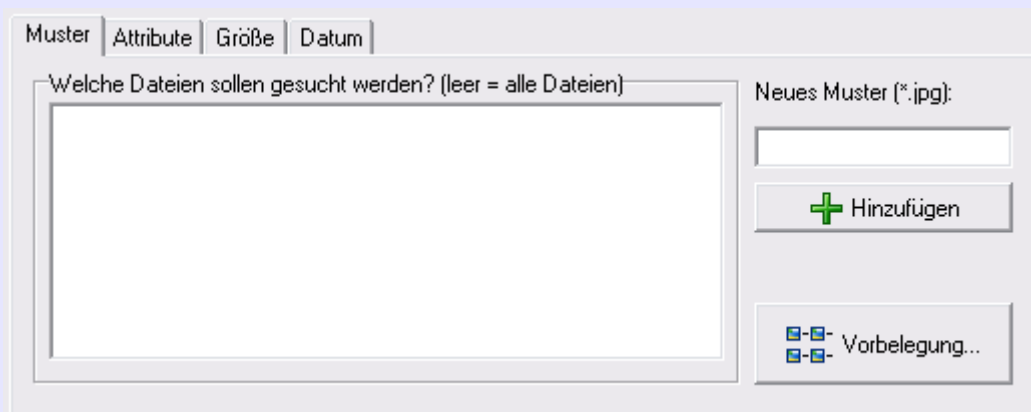 Muster Attribute Größe Datum
Welche Dateien sollen gesucht werden? (leer = alle Dateien)
Neues Muster (*.jpg):
Hinzufügen
Vorbelegung...